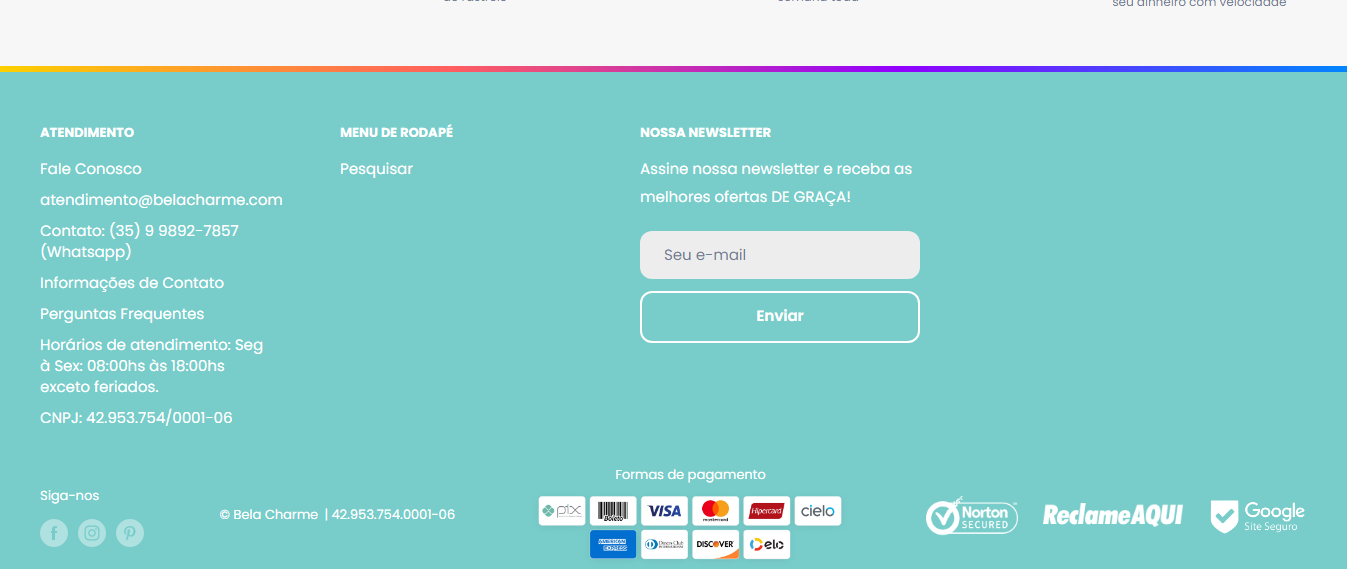 seu dinheiro com velocidade
ATENDIMENTO
Fale Conosco
atendimento@belacharme.com
Contato: (35) 9 9892-7857
(Whatsapp)
Informações de Contato
Perguntas Frequentes
Horários de atendimento: Seg
à Sex: 08:00hs às 18:00hs
exceto feriados.
CNPJ: 42.953.754/0001-06
MENU DE RODAPÉ
Pesquisar
NOSSA NEWSLETTER
Assine nossa newsletter e receba as
melhores ofertas DE GRAÇA!
Seu e-mail
Enviar
Siga-nos
© Bela Charme | 42.953.754.0001-06
Formas de pagamento
pix
Boleto
VISA
mastercard
Hipercard
cielo
AMERICAN
EXPRESS
Diners Club
DISCOVER
elo
Norton
SECURED
ReclameAQUI
Google
Site Seguro